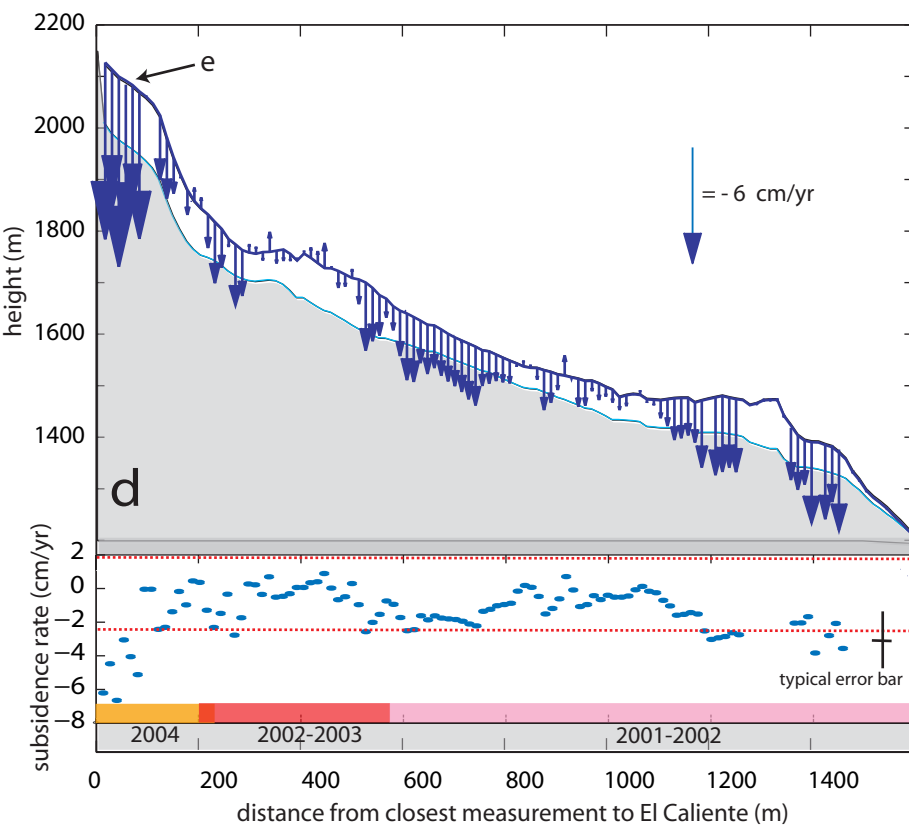 2200
e
2000
= - 6 cm/yr
1800
height (m)
1600
1400
d
subsidence rate (cm/yr)
2
0
−2
−4
typical error bar
−6
−8
2004
2002-2003
2001-2002
0 200 400 600 800 1000 1200 1400
distance from closest measurement to El Caliente (m)